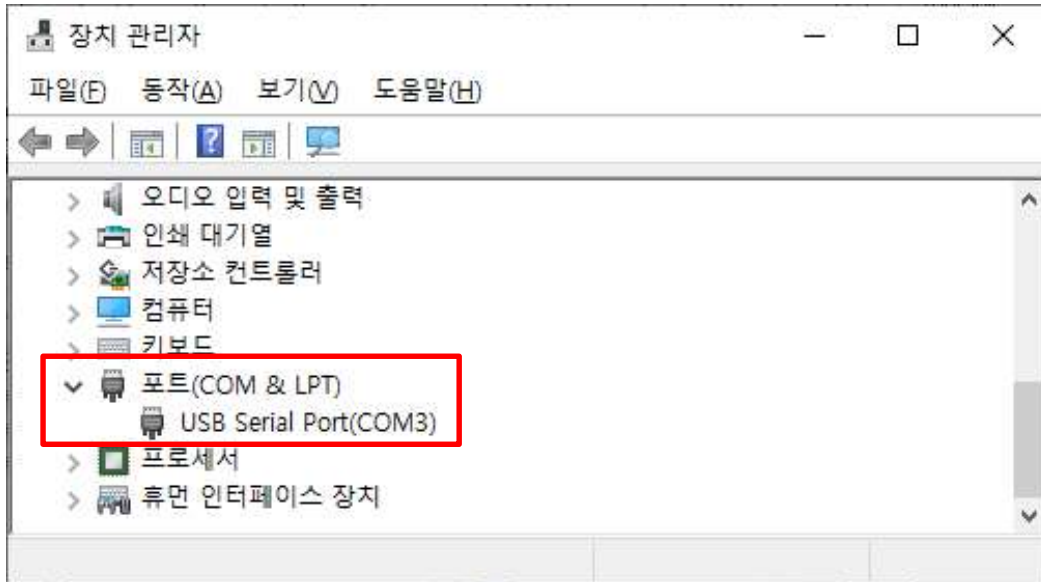 장치 관리자
파일(F) 동작(A) 보기(V) 도움말(H)
오디오 입력 및 출력
인쇄 대기열
저장소 컨트롤러
컴퓨터
키보드
포트(COM & LPT)
USB Serial Port(COM3)
프로세서
휴먼 인터페이스 장치